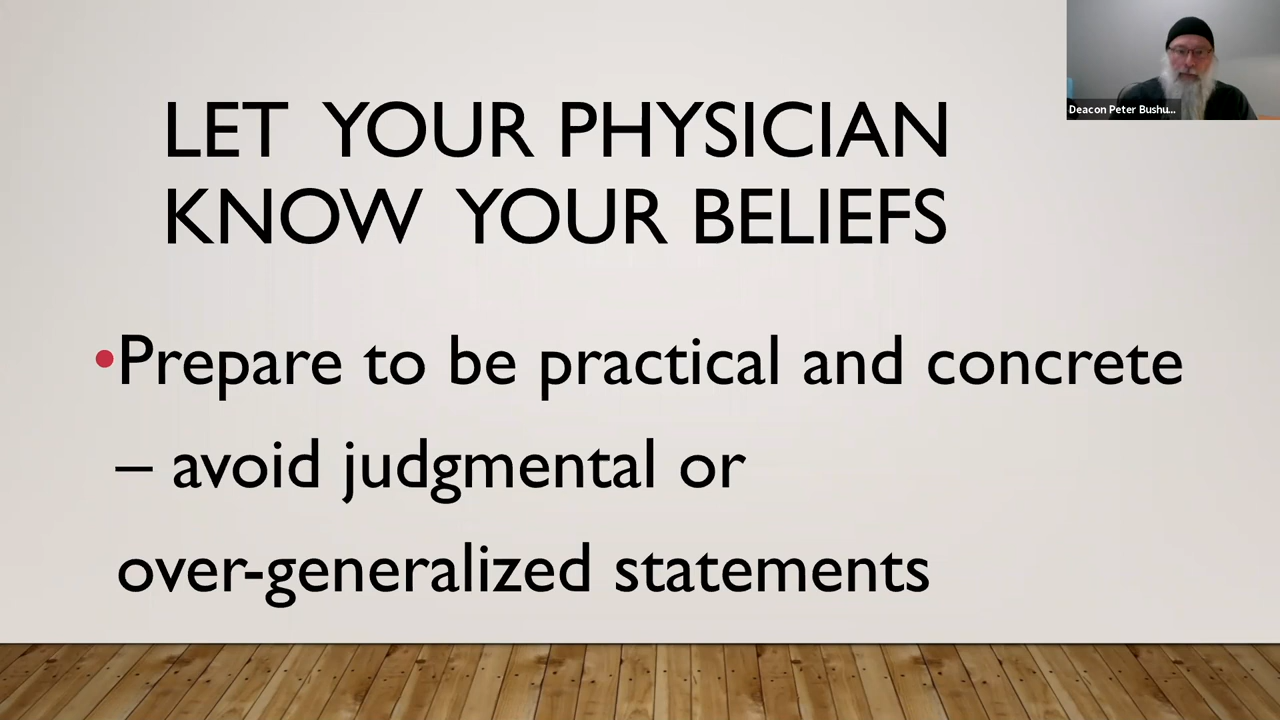 LET YOUR PHYSICIAN
KNOW YOUR BELIEFS
•Prepare to be practical and concrete
– avoid judgmental or
over-generalized statements
Deacon Peter Bushu...